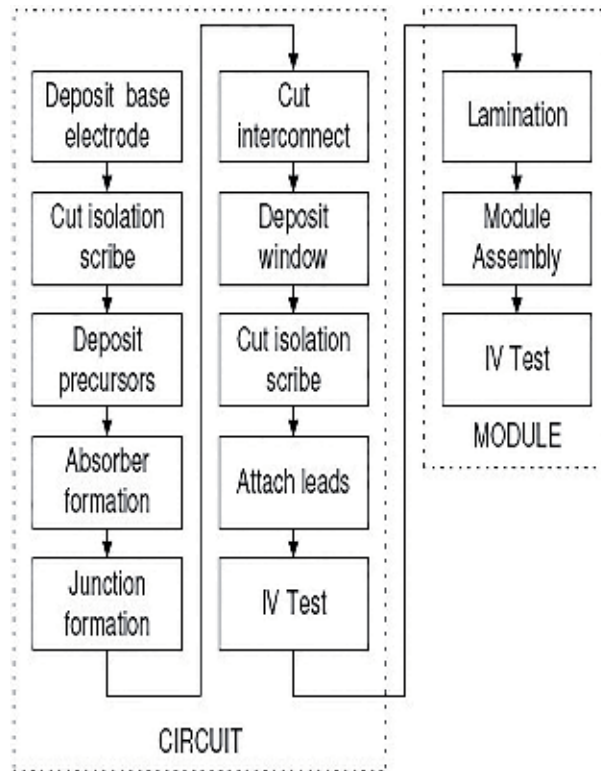 Deposit base
electrode
Cut isolation
scribe
Deposit
precursors
Absorber
formation
Junction
formation
Cut
interconnect
Deposit
window
Cut isolation
scribe
Attach leads
IV Test
CIRCUIT
Lamination
Module
Assembly
IV Test
MODULE